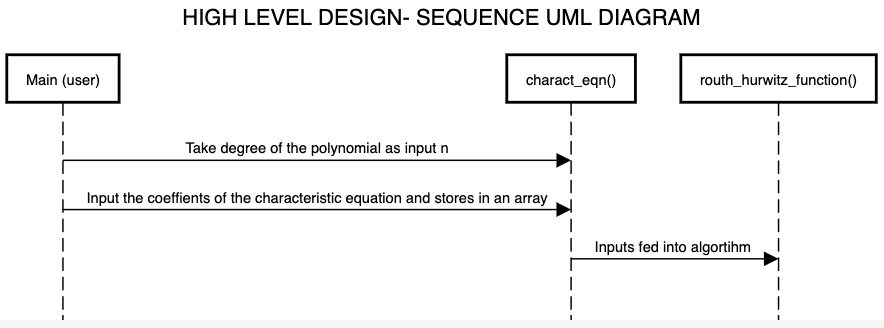 HIGH LEVEL DESIGN- SEQUENCE UML DIAGRAM
Main (user)
charact_eqn()
routh_hurwitz_function()
Take degree of the polynomial as input n
Input the coeffients of the characteristic equation and stores in an array
Inputs fed into algortihm